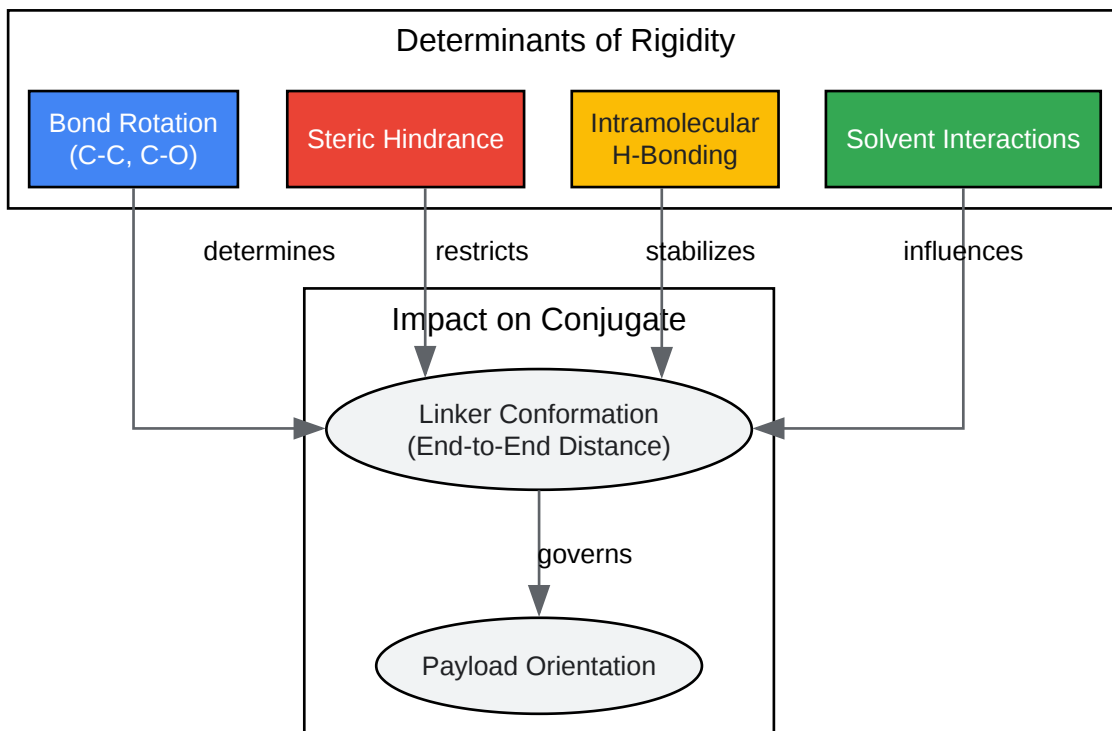 Determinants of Rigidity
Bond Rotation
(C-C, C-O)
Steric Hindrance
Intramolecular
H-Bonding
Solvent Interactions
determines
restricts
stabilizes
influences
Impact on Conjugate
Linker Conformation
(End-to-End Distance)
governs
Payload Orientation